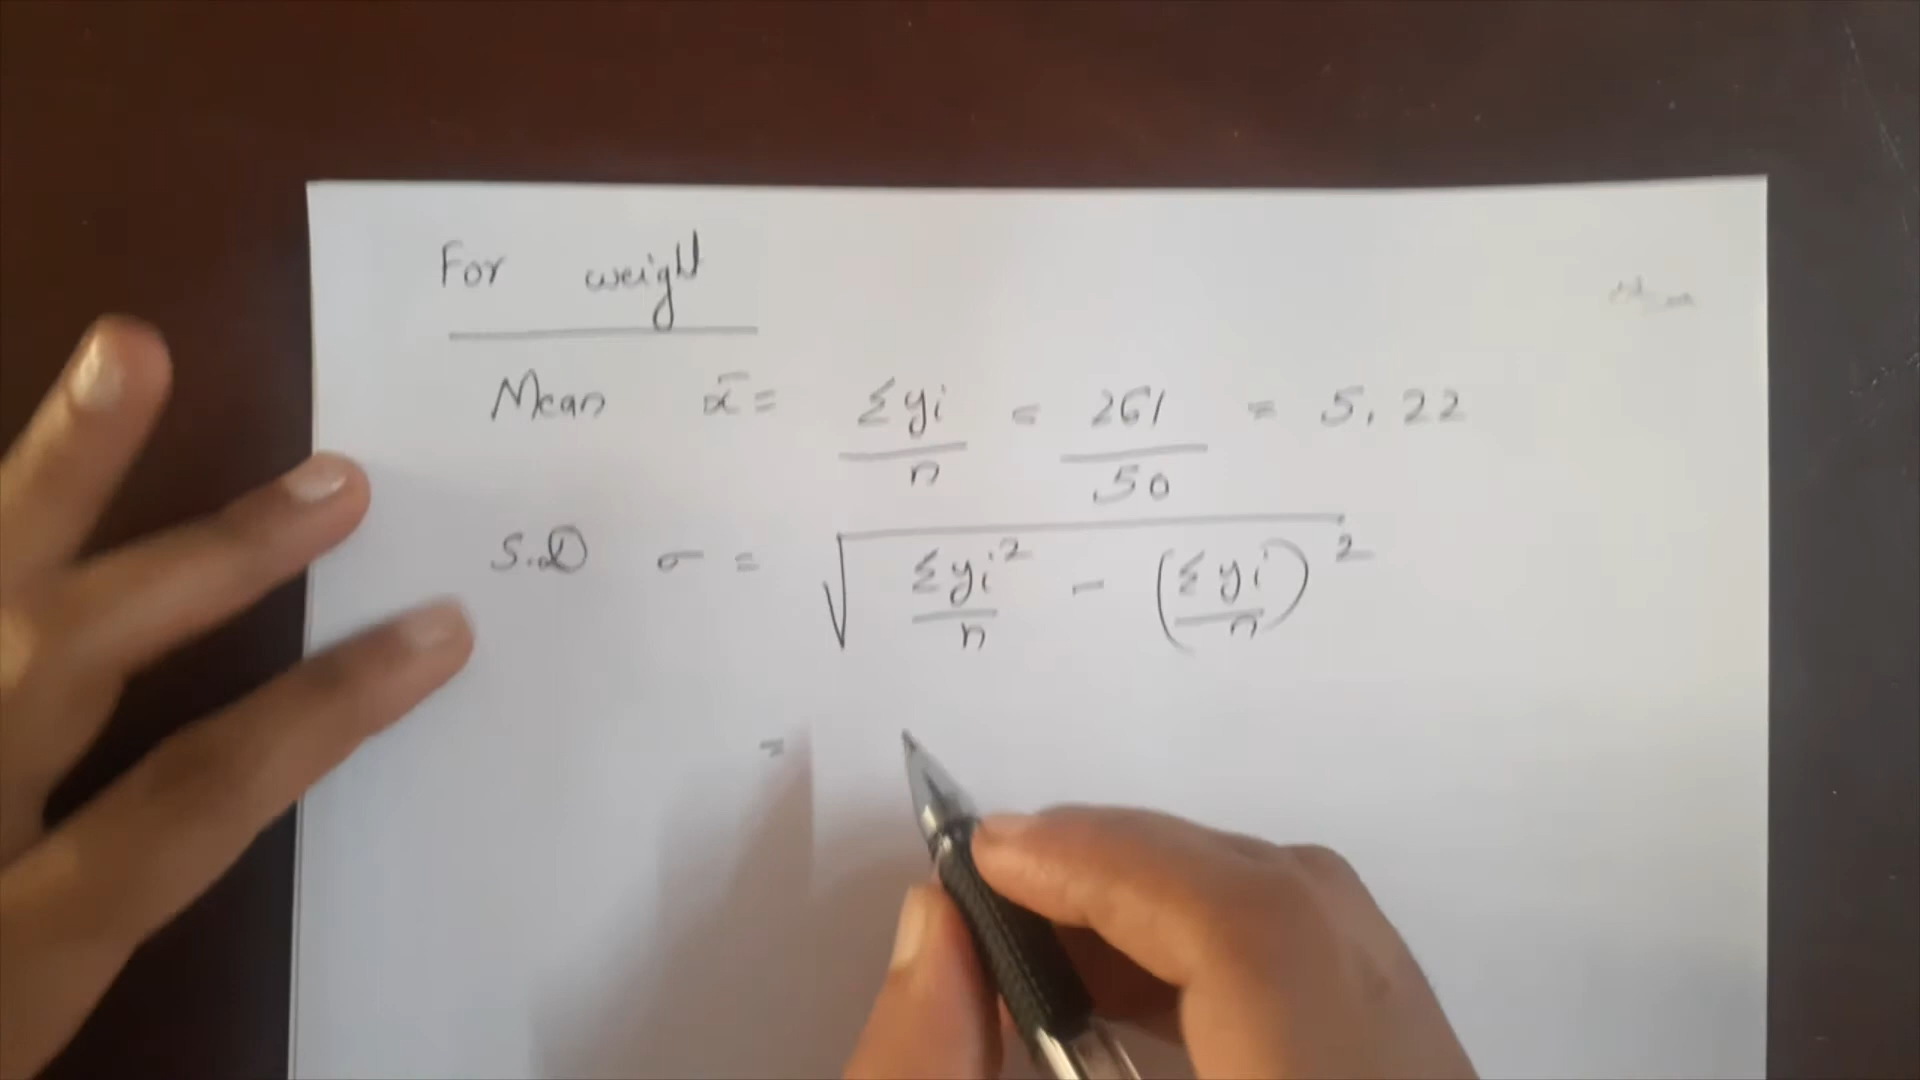 For weight
Mean x̄ = Σyi/n = 261/50 = 5.22
S.D σ = √(Σyi²/n - (Σyi/n)²)
=